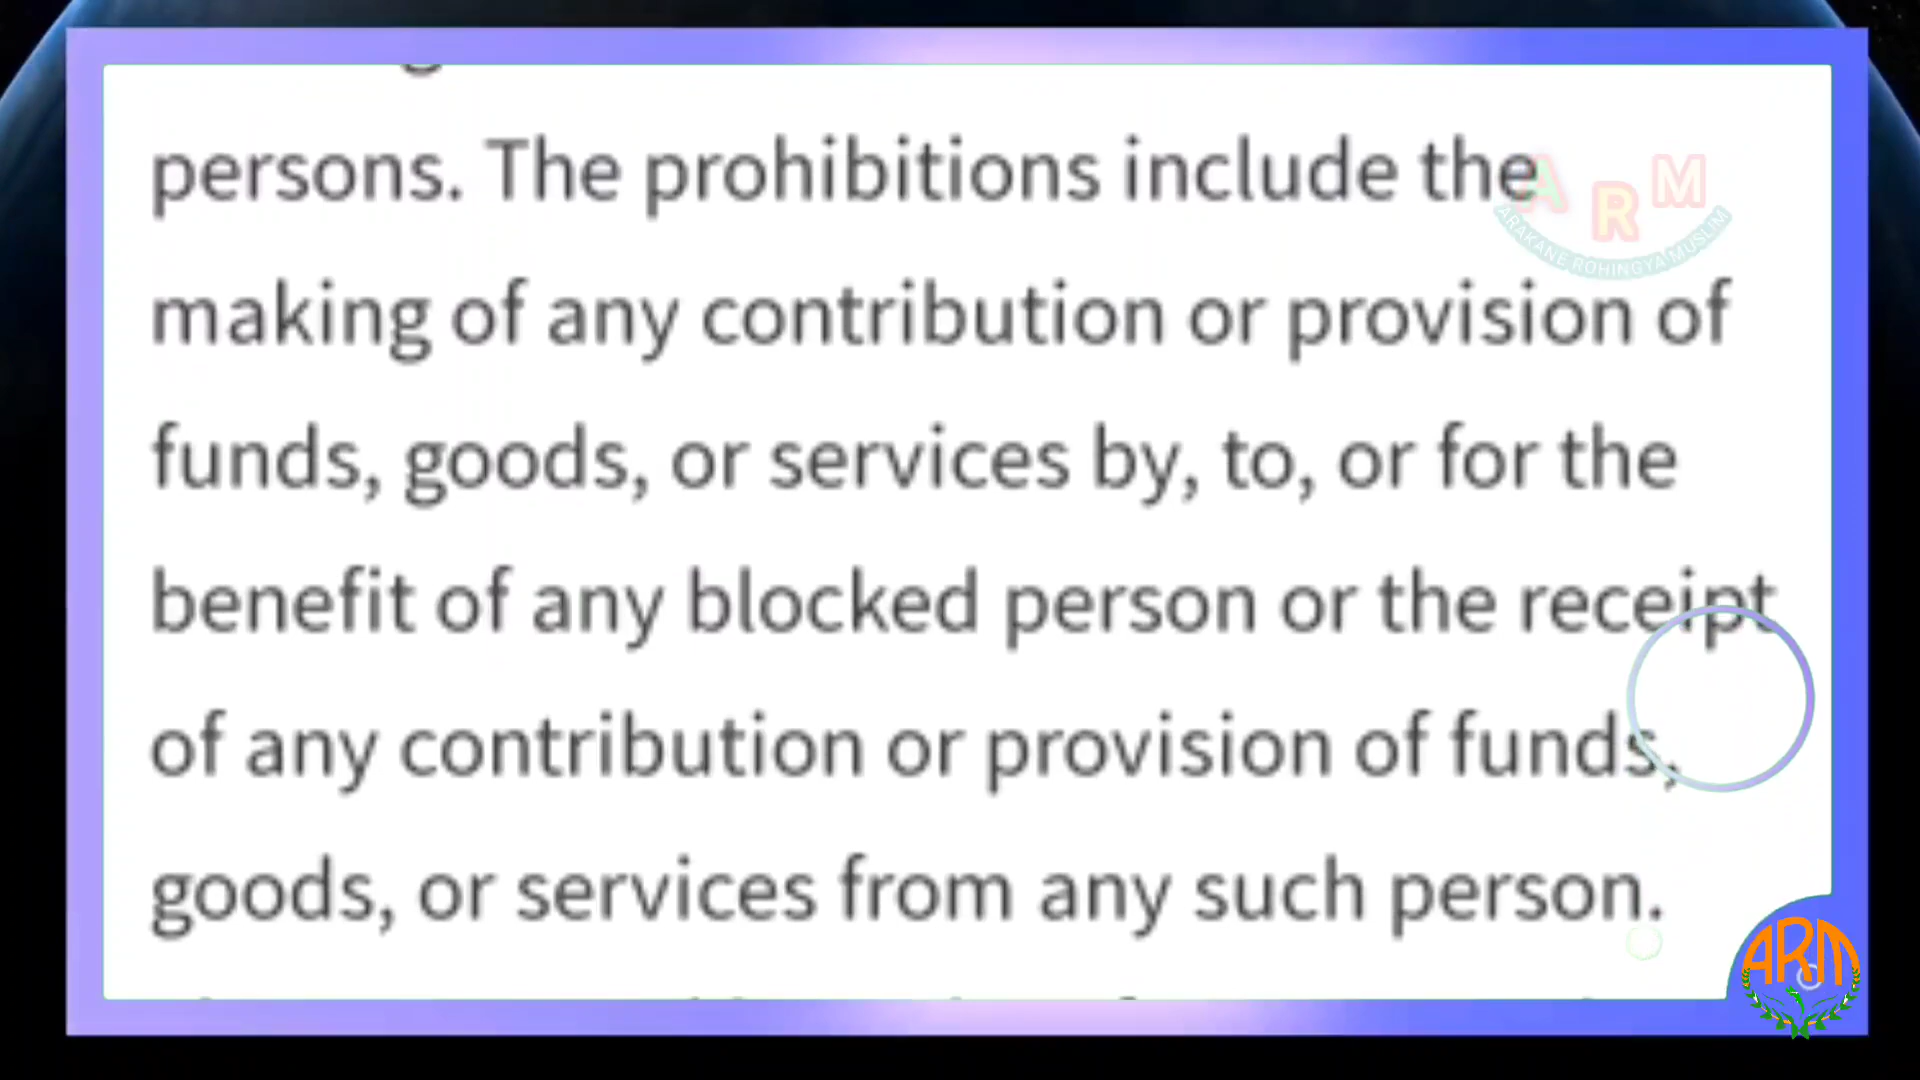 persons. The prohibitions include the
making of any contribution or provision of
funds, goods, or services by, to, or for the
benefit of any blocked person or the receipt
of any contribution or provision of funds,
goods, or services from any such person.
A R M
ARAKANE ROHINGYA MUSLIM
ARM